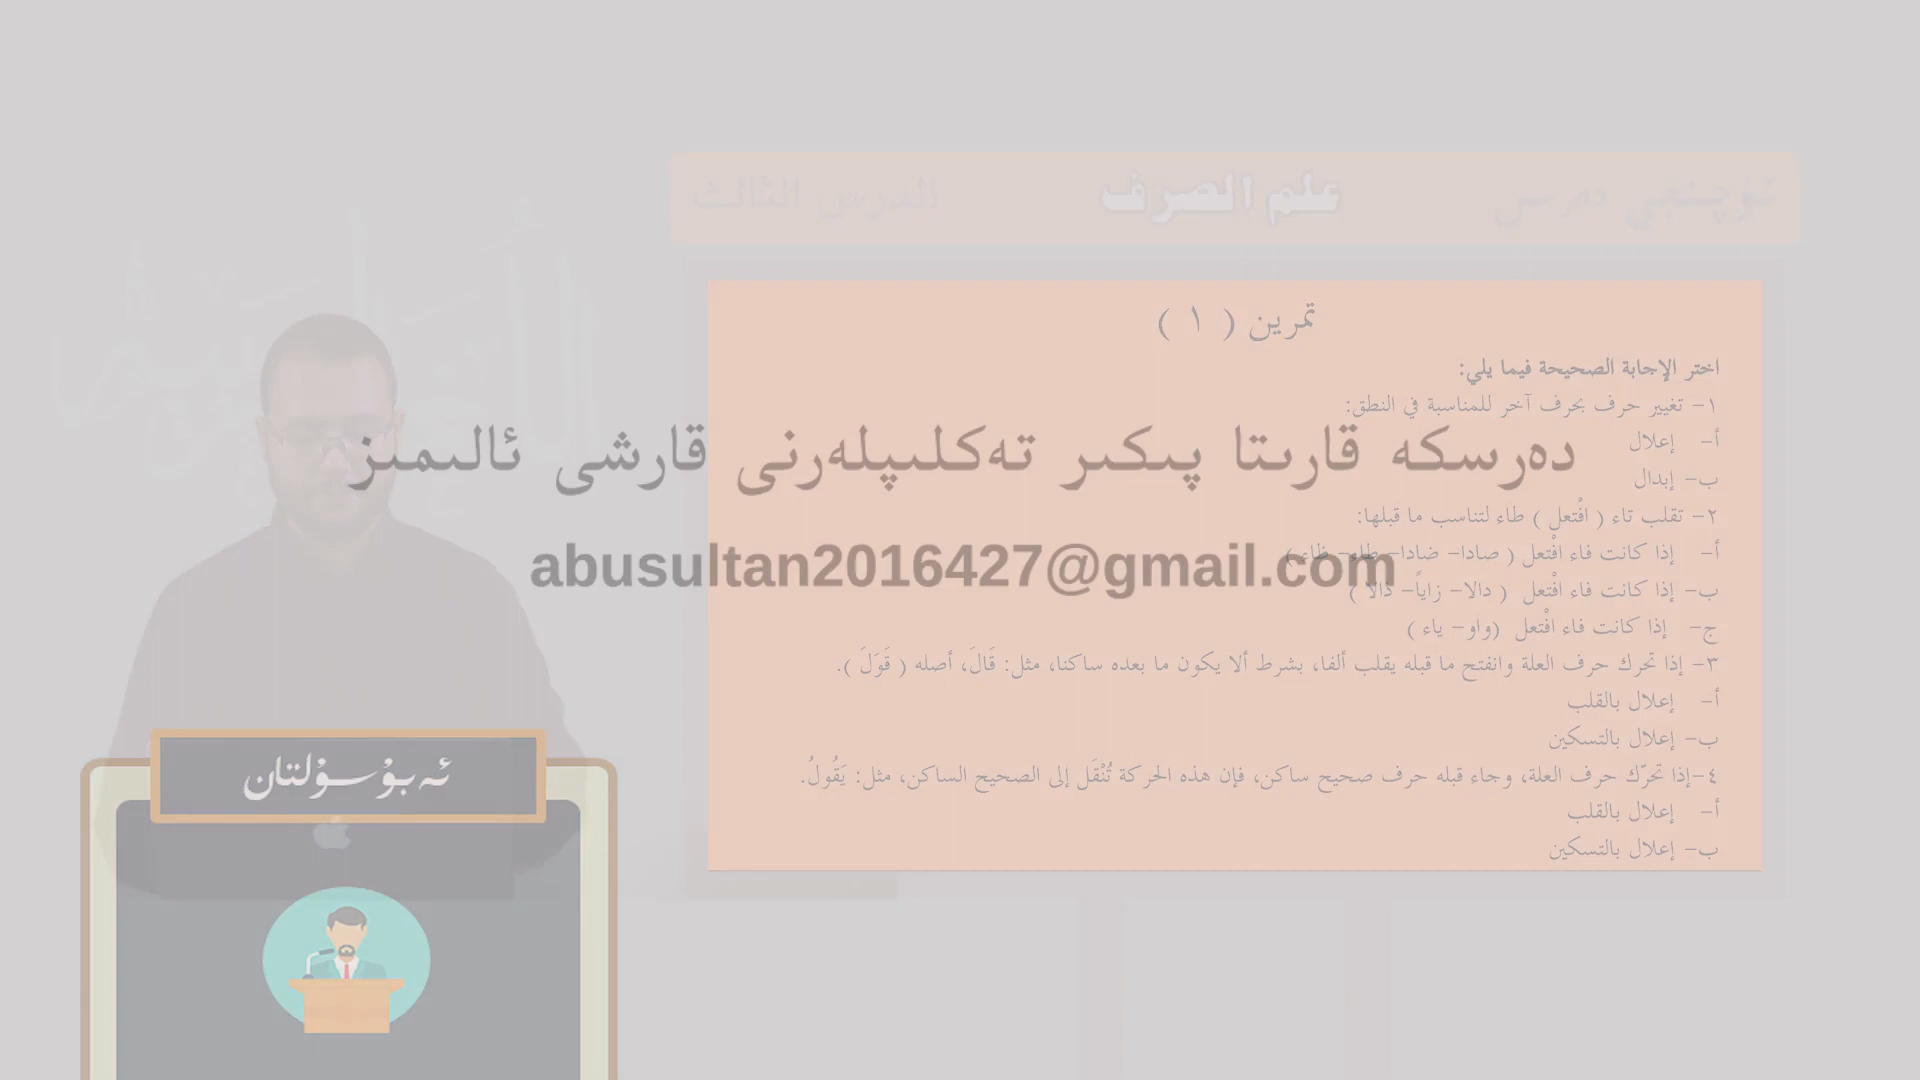 ئۈچىنجى دەرسى
علم الصرف
الدرس الثالث
تمرين ( ١ )
اختر الإجابة الصحيحة فيما يلي:
١- تغيير حرف بحرف آخر للمناسبة في النطق:
أ- إعلال
ب- إبدال
٢- تقلب تاء ( افْتعل ) طاء لتناسب ما قبلها:
أ- إذا كانت فاء افْتعل ( صادا- ضادا- طاء- ظاء )
ب- إذا كانت فاء افْتعل ( دالا- زاياً- ذالا )
ج- إذا كانت فاء افْتعل (واو- ياء )
٣- إذا تحرك حرف العلة وانفتح ما قبله يقلب ألفا، بشرط ألا يكون ما بعده ساكنا، مثل: قَالَ، أصله ( قَوَلَ ).
أ- إعلال بالقلب
ب- إعلال بالتسكين
٤-إذا تحرّك حرف العلة، وجاء قبله حرف صحيح ساكن، فإن هذه الحركة تُنْقَل إلى الصحيح الساكن، مثل: يَقُولُ.
أ- إعلال بالقلب
ب- إعلال بالتسكين
دەرسكە قارىتا پىكىر تەكلىپلەرنى قارشى ئالىمىز
abusultan2016427@gmail.com
ئەبۇسۇلتان